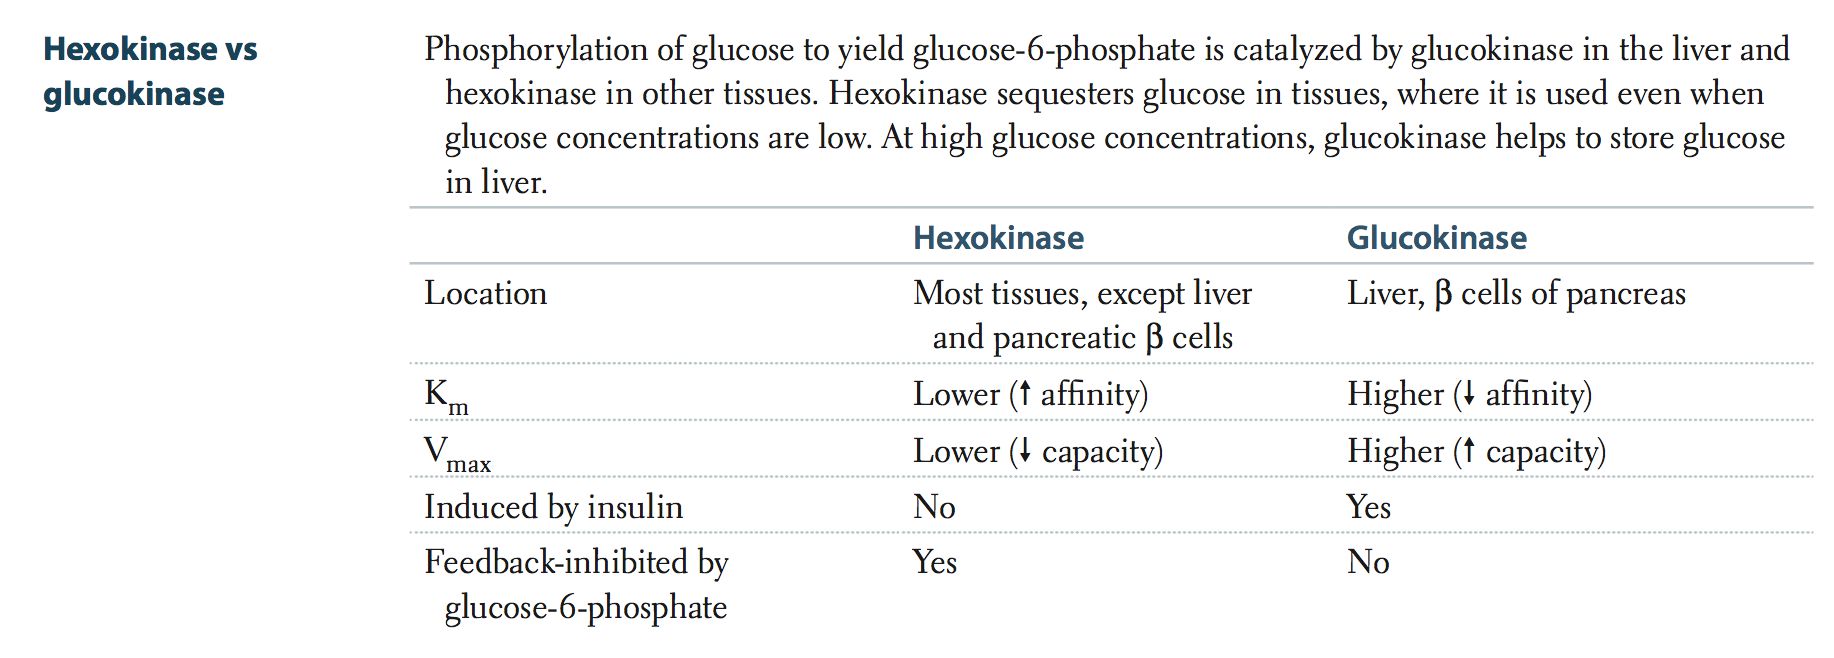 Hexokinase vs
glucokinase
Phosphorylation of glucose to yield glucose-6-phosphate is catalyzed by glucokinase in the liver and
hexokinase in other tissues. Hexokinase sequesters glucose in tissues, where it is used even when
glucose concentrations are low. At high glucose concentrations, glucokinase helps to store glucose
in liver.
Hexokinase Glucokinase
Location Most tissues, except liver Liver, β cells of pancreas
and pancreatic β cells
Km Lower (↑ affinity) Higher (↓ affinity)
Vmax Lower (↓ capacity) Higher (↑ capacity)
Induced by insulin No Yes
Feedback-inhibited by Yes No
glucose-6-phosphate